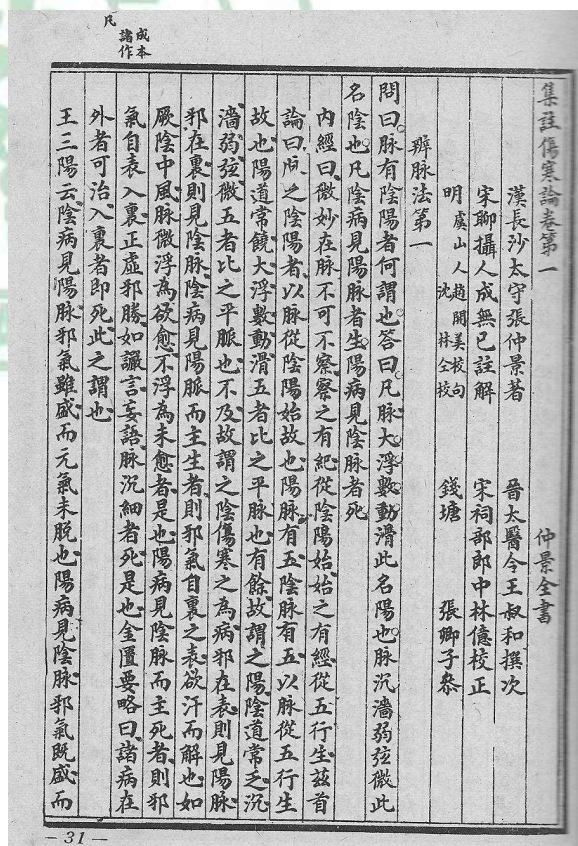 凡
成本
諸作
集註傷寒論卷第一
仲景全書
漢長沙太守張仲景著
晉太醫令王叔和撰次
宋聊攝人成無已註解
宋祠部郎中林億校正
明虞山人趙開美校句
沈林仝校
錢塘
張卿子叅
辨脈法第一
問曰脉有陰陽者何謂也答曰凡脉大浮數動滑此名陽也脉沉濇弱弦微此
名陰也凡陰病見陽脉者生陽病見陰脉者死
內經曰微妙在脉不可不察察之有紀從陰陽始始之有經從五行生茲首
論曰脉之陰陽者以脉從陰陽始故也陽脉有五陰脉有五以脉從五行生
故也陽道常饒大浮數動滑五者比之平脉也有餘故謂之陽陰道常乏沉
濇弱弦微五者比之平脈也不及故謂之陰傷寒之為病邪在表則見陽脉
邪在裏則見陰脉陰病見陽脈而主生者則邪氣自裏之表欲汗而解也如
厥陰中風脉微浮為欲愈不浮為未愈者是也陽病見陰脉而主死者則邪
氣自表入裏正虛邪勝如讝言妄語脉沉細者死是也金匱要略曰諸病在
外者可治入裏者即死此之謂也
王三陽云陰病見陽脉邪氣雖盛而元氣未脫也陽病見陰脉邪氣既盛而
—31—